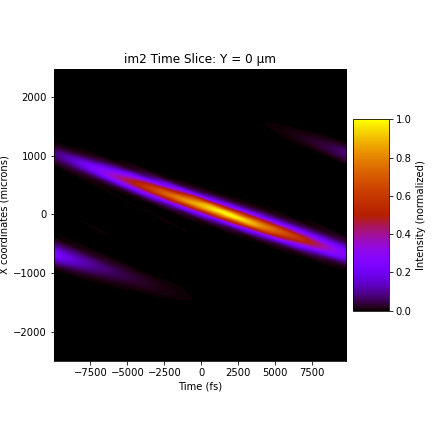 im2 Time Slice: Y = 0 μm
X coordinates (microns)
2000
1000
0
−1000
−2000
−7500 −5000 −2500 0 2500 5000 7500
Time (fs)
1.0
0.8
0.6
0.4
0.2
0.0
Intensity (normalized)